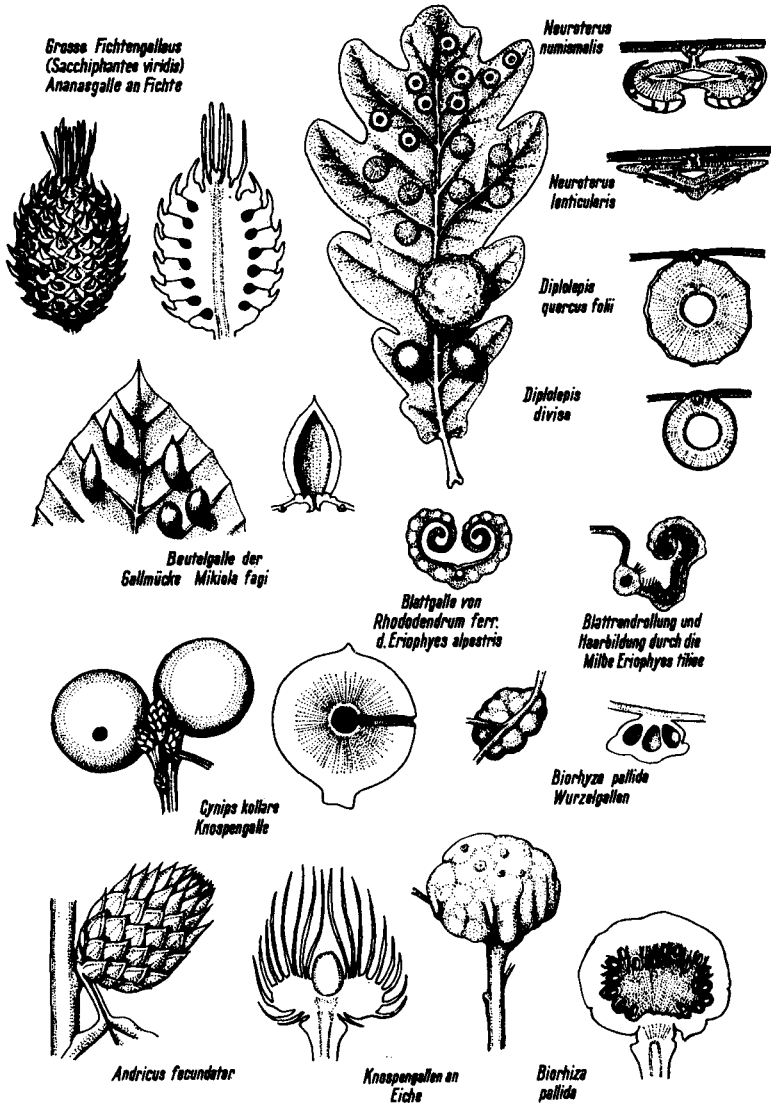 Grosse Fichtengallaus
(Sacchiphantes viridis)
Ananasgalle an Fichte
Neuroterus
numismalis
Neuroterus
lenticularis
Diplolepis
quercus folii
Diplolepis
divisa
Beutelgalle der
Gallmücke Mikiola fagi
Blattgalle von
Rhododendrum ferr.
d. Eriophyes alpestris
Blattrandrollung und
Haarbildung durch die
Milbe Eriophyes tiliae
Cynips kollare
Knospengalle
Biorhyza pallida
Wurzelgallen
Andricus fecundater
Knospengallen an
Eiche
Biorhiza
pallida